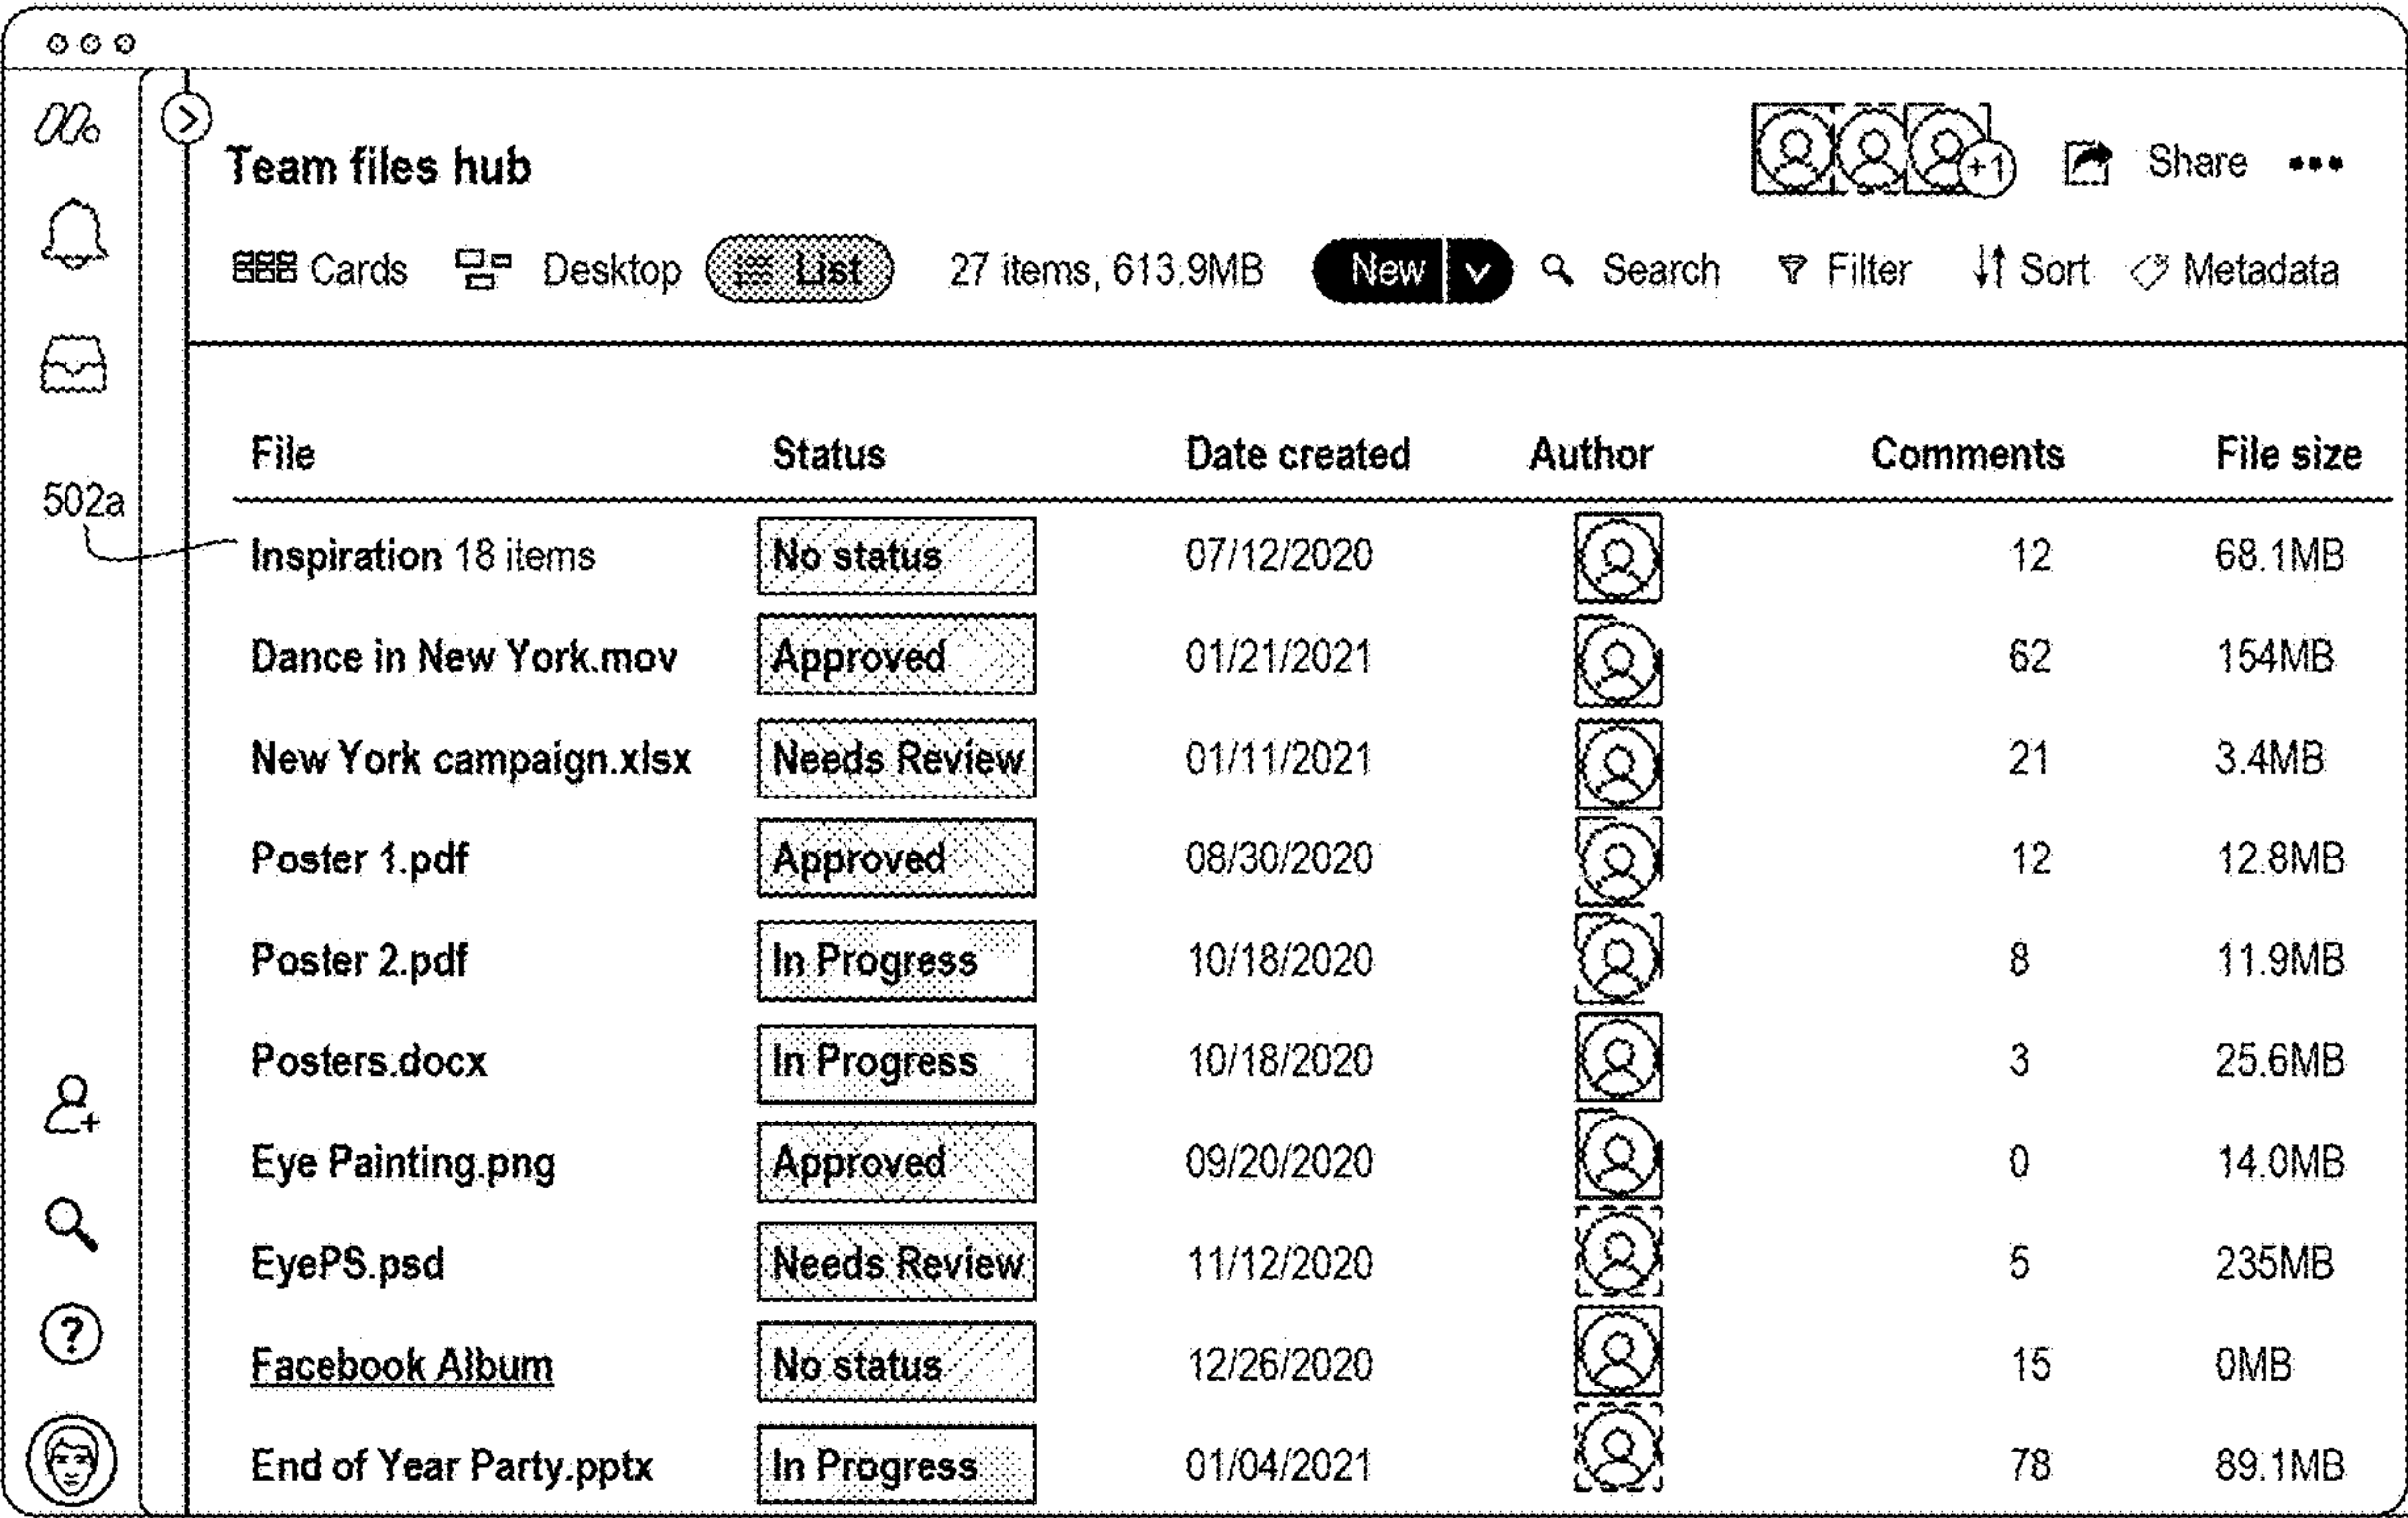 Team files hub +1 Share •••
Cards Desktop List 27 items, 613.9MB New Search Filter Sort Metadata
File Status Date created Author Comments File size
502a
Inspiration 18 items No status 07/12/2020 12 68.1MB
Dance in New York.mov Approved 01/21/2021 62 154MB
New York campaign.xlsx Needs Review 01/11/2021 21 3.4MB
Poster 1.pdf Approved 08/30/2020 12 12.8MB
Poster 2.pdf In Progress 10/18/2020 8 11.9MB
Posters.docx In Progress 10/18/2020 3 25.6MB
Eye Painting.png Approved 09/20/2020 0 14.0MB
EyePS.psd Needs Review 11/12/2020 5 235MB
?
Facebook Album No status 12/26/2020 15 0MB
End of Year Party.pptx In Progress 01/04/2021 78 89.1MB